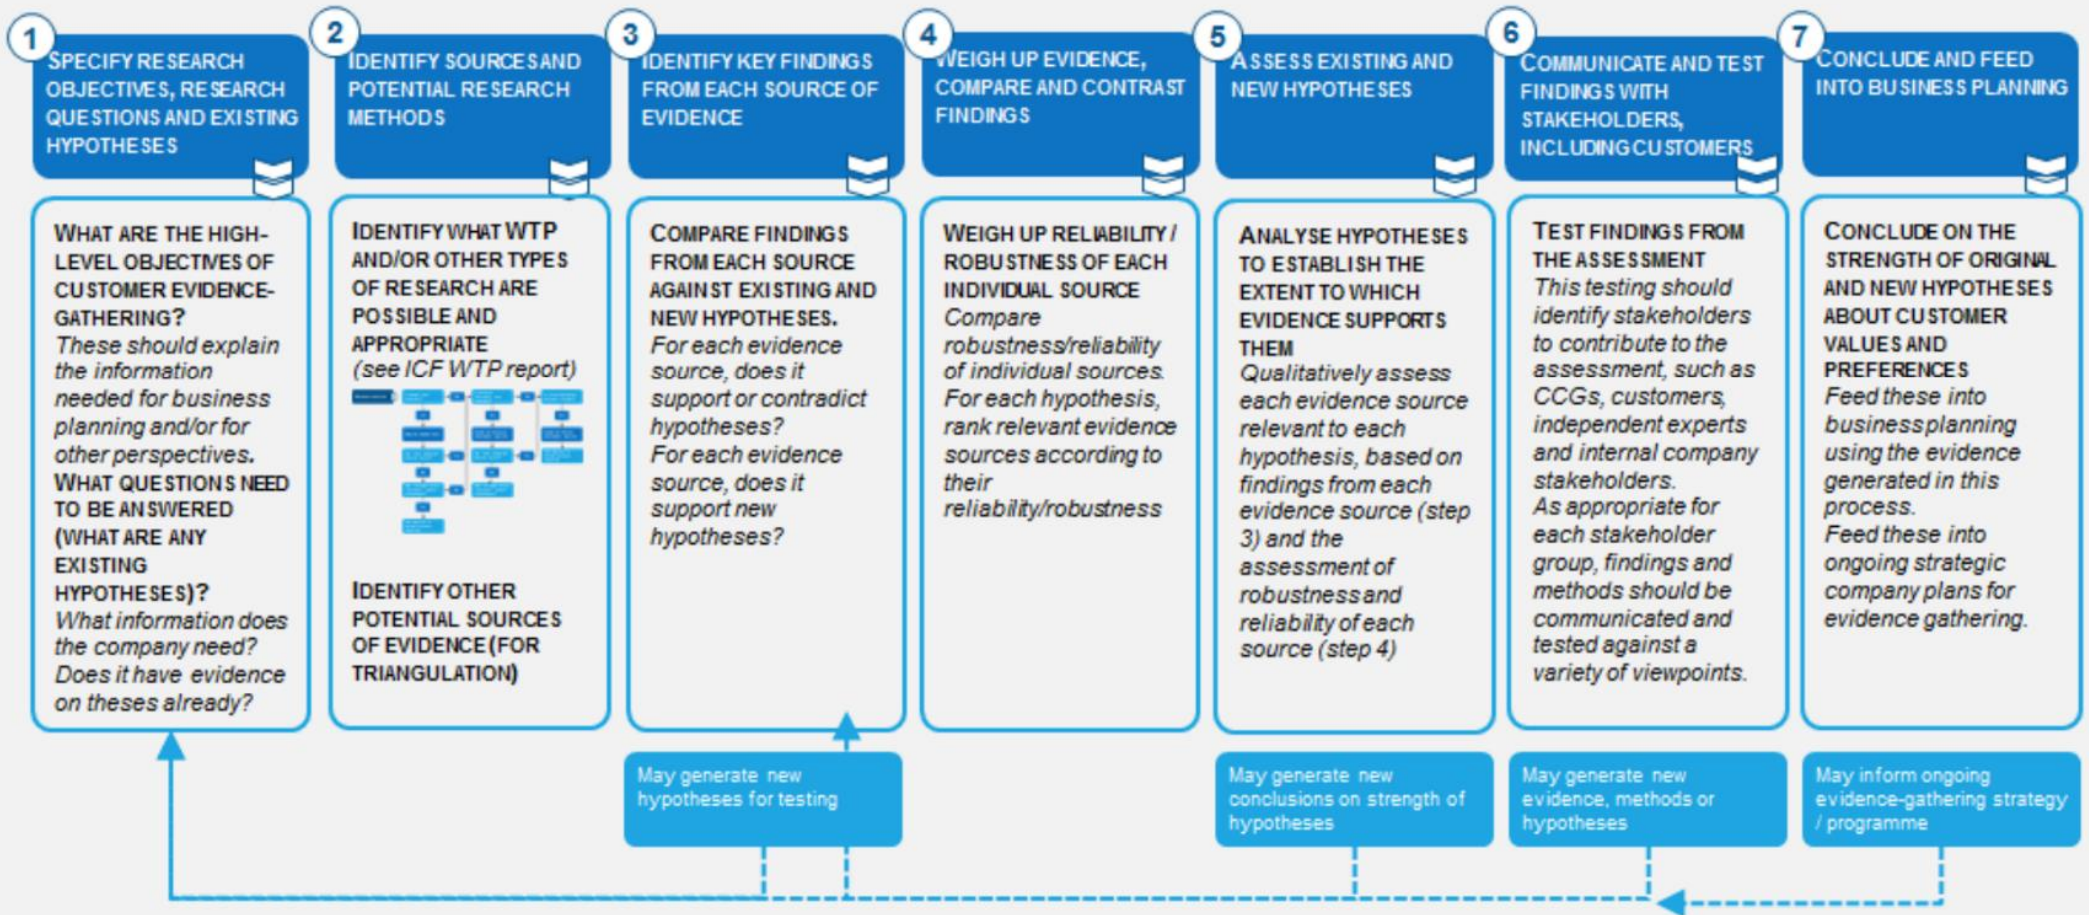 1
SPECIFY RESEARCH
OBJECTIVES, RESEARCH
QUESTIONS AND EXISTING
HYPOTHESES
2
IDENTIFY SOURCES AND
POTENTIAL RESEARCH
METHODS
3
IDENTIFY KEY FINDINGS
FROM EACH SOURCE OF
EVIDENCE
4
WEIGH UP EVIDENCE,
COMPARE AND CONTRAST
FINDINGS
5
ASSESS EXISTING AND
NEW HYPOTHESES
6
COMMUNICATE AND TEST
FINDINGS WITH
STAKEHOLDERS,
INCLUDING CUSTOMERS
7
CONCLUDE AND FEED
INTO BUSINESS PLANNING
WHAT ARE THE HIGH-
LEVEL OBJECTIVES OF
CUSTOMER EVIDENCE-
GATHERING?
These should explain
the information
needed for business
planning and/or for
other perspectives.
WHAT QUESTIONS NEED
TO BE ANSWERED
(WHAT ARE ANY
EXISTING
HYPOTHESES)?
What information does
the company need?
Does it have evidence
on theses already?
IDENTIFY WHAT WTP
AND/OR OTHER TYPES
OF RESEARCH ARE
POSSIBLE AND
APPROPRIATE
(see ICF WTP report)
IDENTIFY OTHER
POTENTIAL SOURCES
OF EVIDENCE (FOR
TRIANGULATION)
COMPARE FINDINGS
FROM EACH SOURCE
AGAINST EXISTING AND
NEW HYPOTHESES.
For each evidence
source, does it
support or contradict
hypotheses?
For each evidence
source, does it
support new
hypotheses?
WEIGH UP RELIABILITY /
ROBUSTNESS OF EACH
INDIVIDUAL SOURCE
Compare
robustness/reliability
of individual sources.
For each hypothesis,
rank relevant evidence
sources according to
their
reliability/robustness
ANALYSE HYPOTHESES
TO ESTABLISH THE
EXTENT TO WHICH
EVIDENCE SUPPORTS
THEM
Qualitatively assess
each evidence source
relevant to each
hypothesis, based on
findings from each
evidence source (step
3) and the
assessment of
robustness and
reliability of each
source (step 4)
TEST FINDINGS FROM
THE ASSESSMENT
This testing should
identify stakeholders
to contribute to the
assessment, such as
CCGs, customers,
independent experts
and internal company
stakeholders.
As appropriate for
each stakeholder
group, findings and
methods should be
communicated and
tested against a
variety of viewpoints.
CONCLUDE ON THE
STRENGTH OF ORIGINAL
AND NEW HYPOTHESES
ABOUT CUSTOMER
VALUES AND
PREFERENCES
Feed these into
business planning
using the evidence
generated in this
process.
Feed these into
ongoing strategic
company plans for
evidence gathering.
May generate new
hypotheses for testing
May generate new
conclusions on strength of
hypotheses
May generate new
evidence, methods or
hypotheses
May inform ongoing
evidence-gathering strategy
/ programme